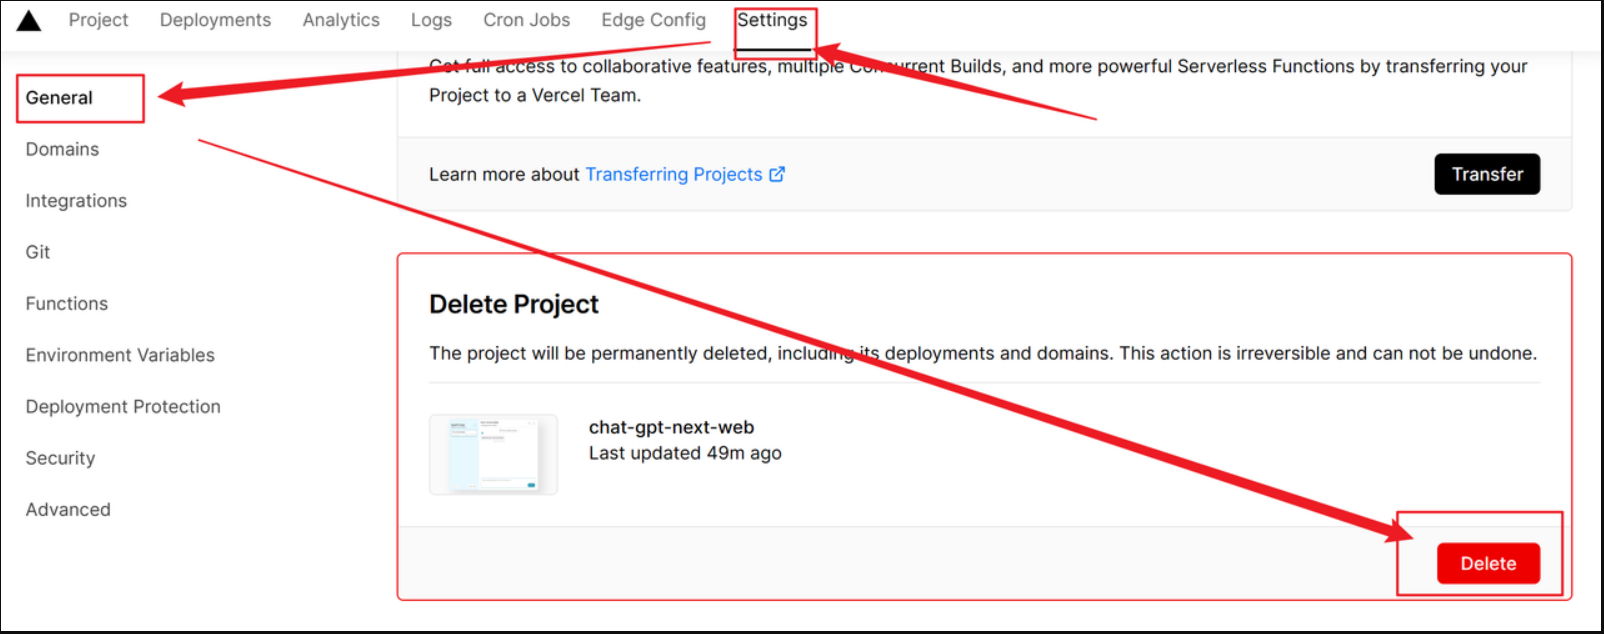 Project Deployments Analytics Logs Cron Jobs Edge Config Settings
General
Domains
Integrations
Git
Functions
Environment Variables
Deployment Protection
Security
Advanced
Get full access to collaborative features, multiple Concurrent Builds, and more powerful Serverless Functions by transferring your
Project to a Vercel Team.
Learn more about Transferring Projects
Transfer
Delete Project
The project will be permanently deleted, including its deployments and domains. This action is irreversible and can not be undone.
chat-gpt-next-web
Last updated 49m ago
Delete